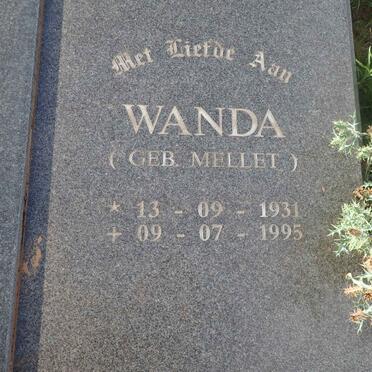 Met Liefde Aan
WANDA
( GEB. MELLET )
* 13 - 09 - 1931
+ 09 - 07 - 1995